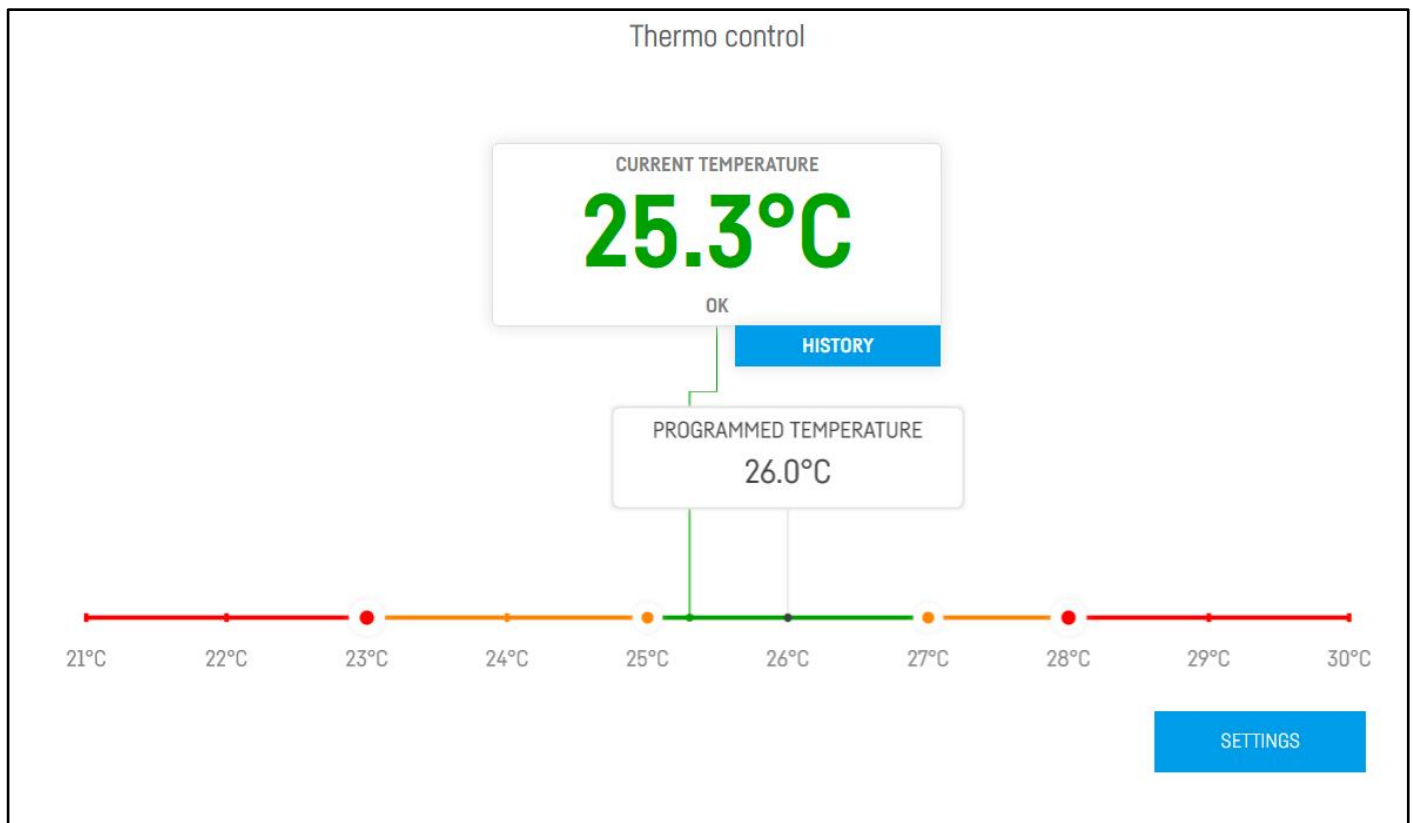 Thermo control
CURRENT TEMPERATURE
25.3°C
OK
HISTORY
PROGRAMMED TEMPERATURE
26.0°C
21°C 22°C 23°C 24°C 25°C 26°C 27°C 28°C 29°C 30°C
SETTINGS